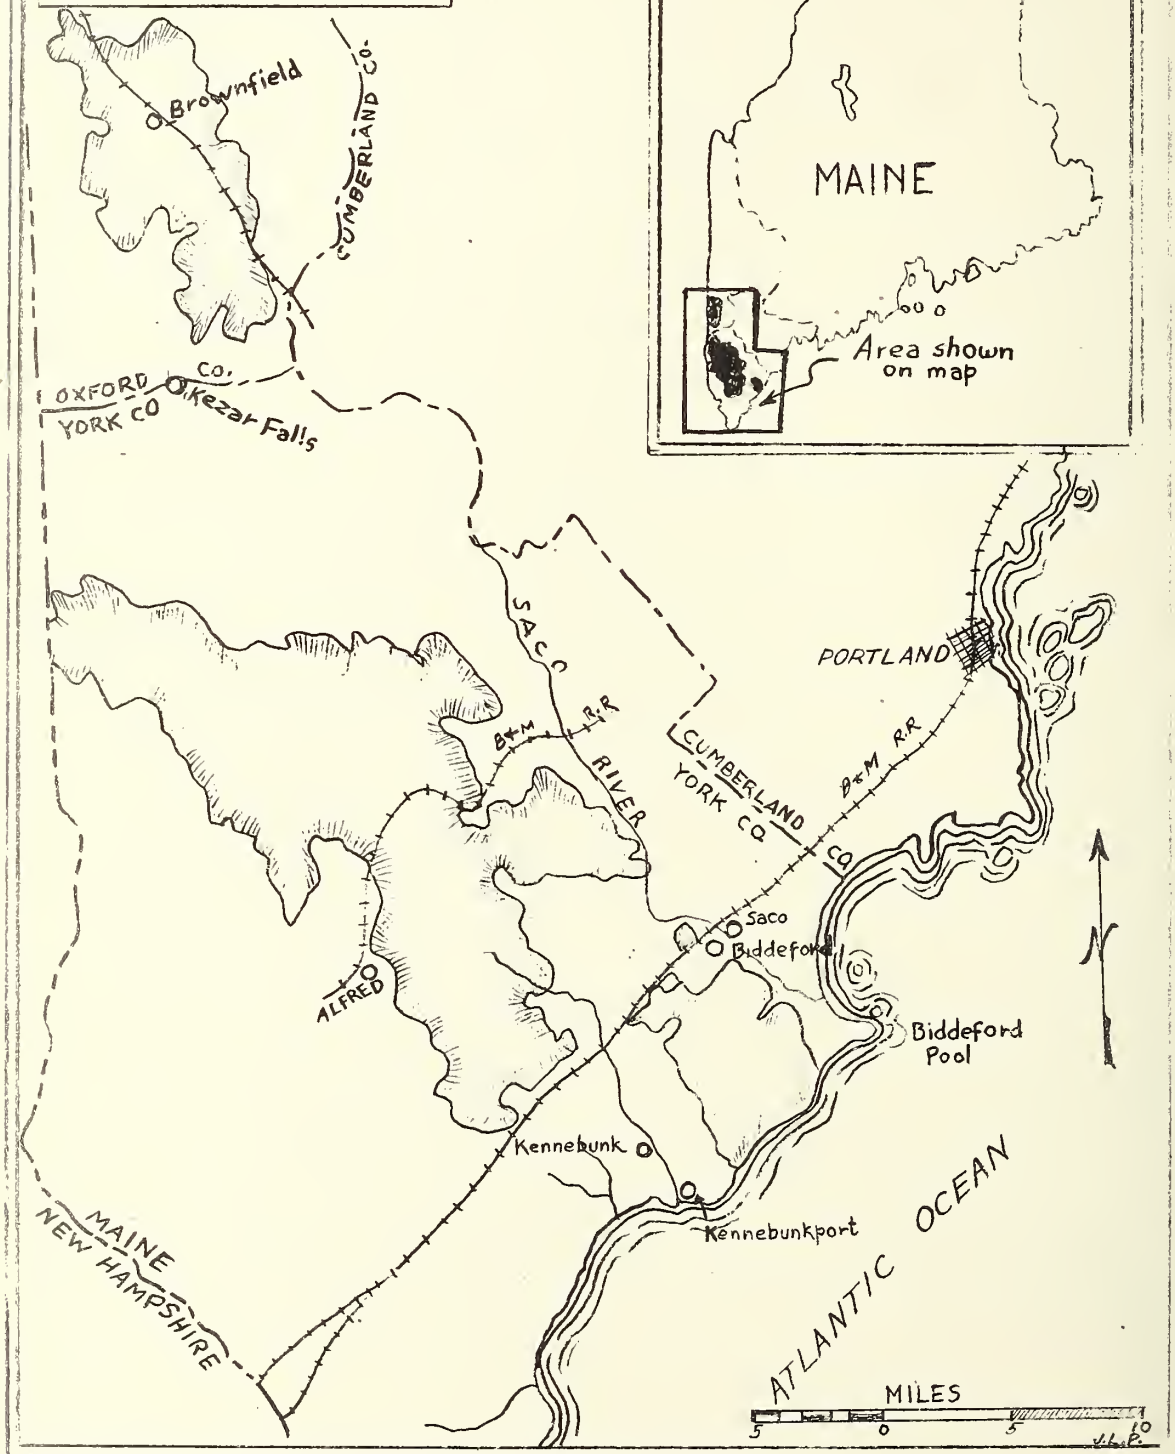 Brownfield
CUMBERLAND CO.
MAINE
Area shown
on map
OXFORD CO.
YORK CO
Kezar Falls
SACO RIVER
PORTLAND
B&M R.R
B&M R.R
CUMBERLAND CO
YORK CO
Saco
Biddeford
ALFRED
N
Biddeford
Pool
Kennebunk
Kennebunkport
MAINE
NEW HAMPSHIRE
ATLANTIC OCEAN
MILES
5 0 5 10
J.L.P.